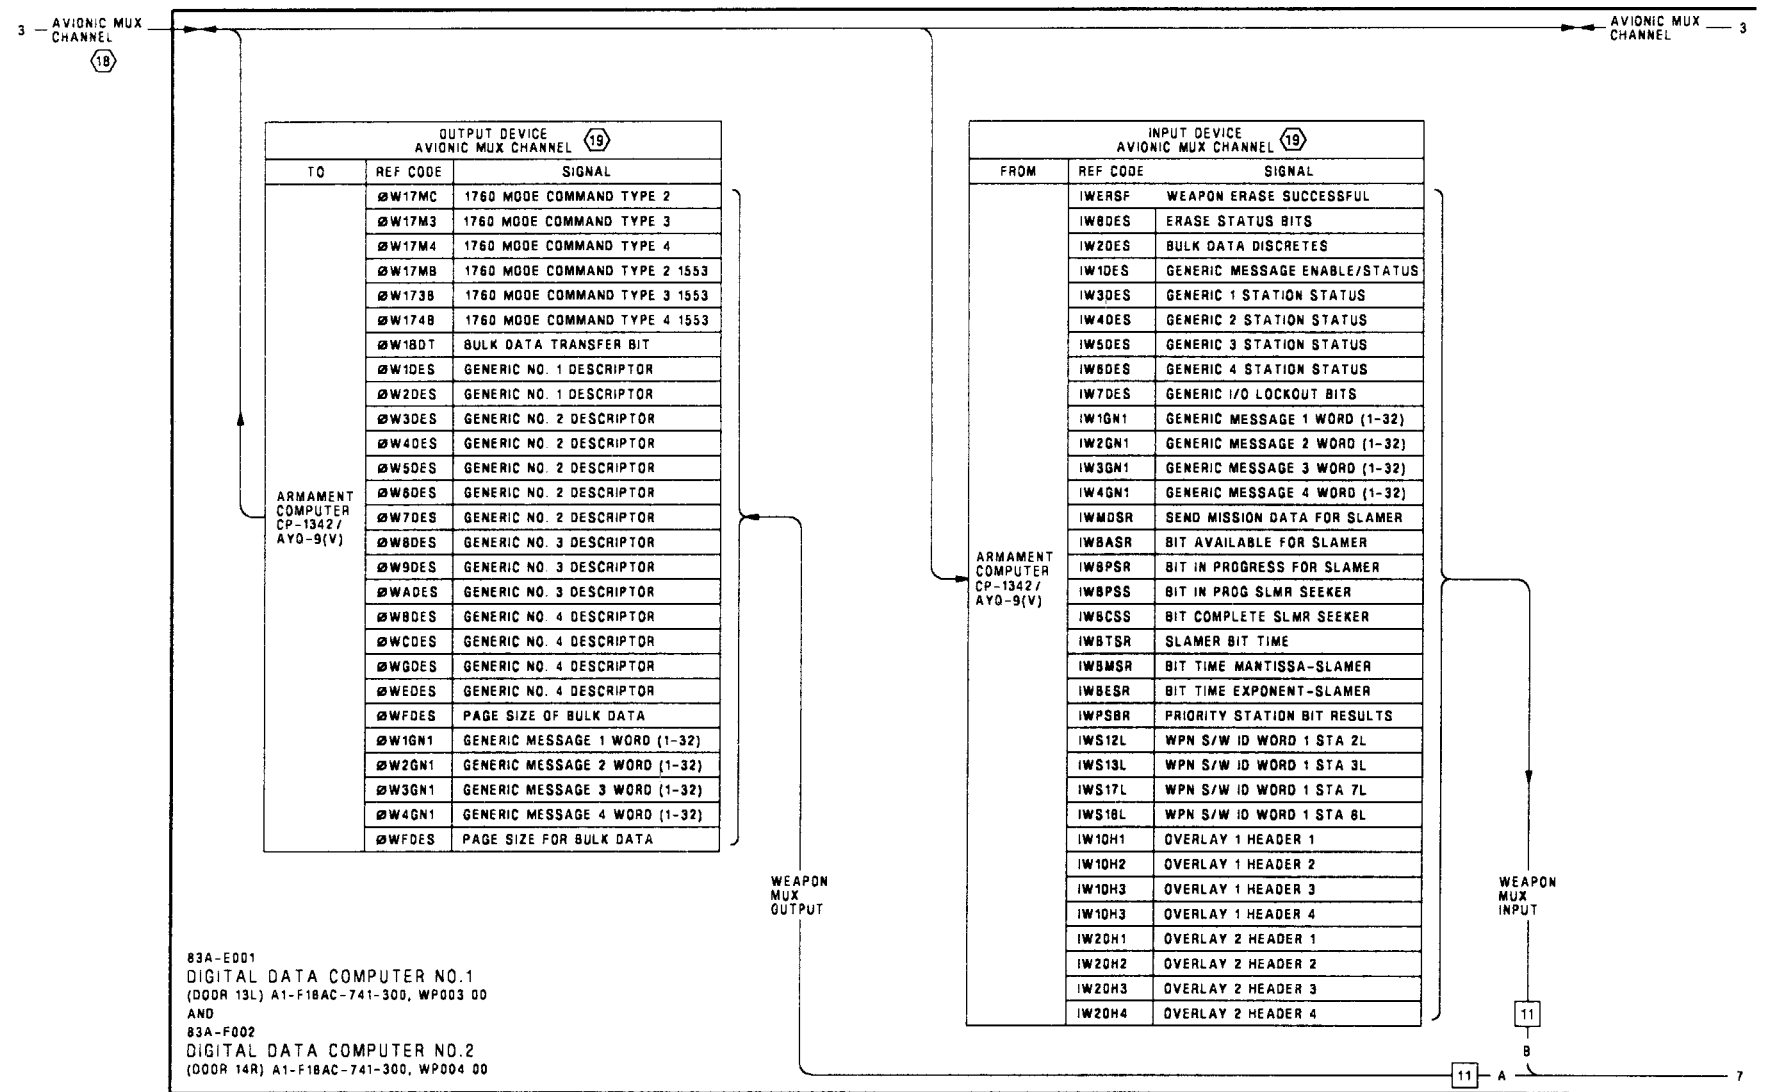 3 — AVIONIC MUX CHANNEL
18
AVIONIC MUX CHANNEL — 3
OUTPUT DEVICE
AVIONIC MUX CHANNEL 19
TO REF CODE SIGNAL
ARMAMENT
COMPUTER
CP-1342/
AYQ-9(V)
ØW17MC 1760 MODE COMMAND TYPE 2
ØW17M3 1760 MODE COMMAND TYPE 3
ØW17M4 1760 MODE COMMAND TYPE 4
ØW17MB 1760 MODE COMMAND TYPE 2 1553
ØW173B 1760 MODE COMMAND TYPE 3 1553
ØW174B 1760 MODE COMMAND TYPE 4 1553
ØW1BDT BULK DATA TRANSFER BIT
ØW1DES GENERIC NO. 1 DESCRIPTOR
ØW2DES GENERIC NO. 1 DESCRIPTOR
ØW3DES GENERIC NO. 2 DESCRIPTOR
ØW4DES GENERIC NO. 2 DESCRIPTOR
ØW5DES GENERIC NO. 2 DESCRIPTOR
ØW6DES GENERIC NO. 2 DESCRIPTOR
ØW7DES GENERIC NO. 2 DESCRIPTOR
ØW8DES GENERIC NO. 3 DESCRIPTOR
ØW9DES GENERIC NO. 3 DESCRIPTOR
ØWADES GENERIC NO. 3 DESCRIPTOR
ØWBDES GENERIC NO. 4 DESCRIPTOR
ØWCDES GENERIC NO. 4 DESCRIPTOR
ØWGDES GENERIC NO. 4 DESCRIPTOR
ØWEDES GENERIC NO. 4 DESCRIPTOR
ØWFDES PAGE SIZE OF BULK DATA
ØW1GN1 GENERIC MESSAGE 1 WORD (1-32)
ØW2GN1 GENERIC MESSAGE 2 WORD (1-32)
ØW3GN1 GENERIC MESSAGE 3 WORD (1-32)
ØW4GN1 GENERIC MESSAGE 4 WORD (1-32)
ØWFDES PAGE SIZE FOR BULK DATA
WEAPON
MUX
OUTPUT
INPUT DEVICE
AVIONIC MUX CHANNEL 19
FROM REF CODE SIGNAL
ARMAMENT
COMPUTER
CP-1342/
AYQ-9(V)
IWERSF WEAPON ERASE SUCCESSFUL
IW8DES ERASE STATUS BITS
IW2DES BULK DATA DISCRETES
IW1DES GENERIC MESSAGE ENABLE/STATUS
IW3DES GENERIC 1 STATION STATUS
IW4DES GENERIC 2 STATION STATUS
IW5DES GENERIC 3 STATION STATUS
IW6DES GENERIC 4 STATION STATUS
IW7DES GENERIC I/O LOCKOUT BITS
IW1GN1 GENERIC MESSAGE 1 WORD (1-32)
IW2GN1 GENERIC MESSAGE 2 WORD (1-32)
IW3GN1 GENERIC MESSAGE 3 WORD (1-32)
IW4GN1 GENERIC MESSAGE 4 WORD (1-32)
IWMDSR SEND MISSION DATA FOR SLAMER
IWBASR BIT AVAILABLE FOR SLAMER
IWBPSR BIT IN PROGRESS FOR SLAMER
IWBPSS BIT IN PROG SLMR SEEKER
IWBCSS BIT COMPLETE SLMR SEEKER
IWBTSR SLAMER BIT TIME
IWBMSR BIT TIME MANTISSA-SLAMER
IWBESR BIT TIME EXPONENT-SLAMER
IWPSBR PRIORITY STATION BIT RESULTS
IWS12L WPN S/W ID WORD 1 STA 2L
IWS13L WPN S/W ID WORD 1 STA 3L
IWS17L WPN S/W ID WORD 1 STA 7L
IWS18L WPN S/W ID WORD 1 STA 8L
IW1OH1 OVERLAY 1 HEADER 1
IW1OH2 OVERLAY 1 HEADER 2
IW1OH3 OVERLAY 1 HEADER 3
IW1OH3 OVERLAY 1 HEADER 4
IW2OH1 OVERLAY 2 HEADER 1
IW2OH2 OVERLAY 2 HEADER 2
IW2OH3 OVERLAY 2 HEADER 3
IW2OH4 OVERLAY 2 HEADER 4
WEAPON
MUX
INPUT
11
B
11 — A — 7
83A-E001
DIGITAL DATA COMPUTER NO.1
(DOOR 13L) A1-F18AC-741-300, WP003 00
AND
83A-F002
DIGITAL DATA COMPUTER NO.2
(DOOR 14R) A1-F18AC-741-300, WP004 00